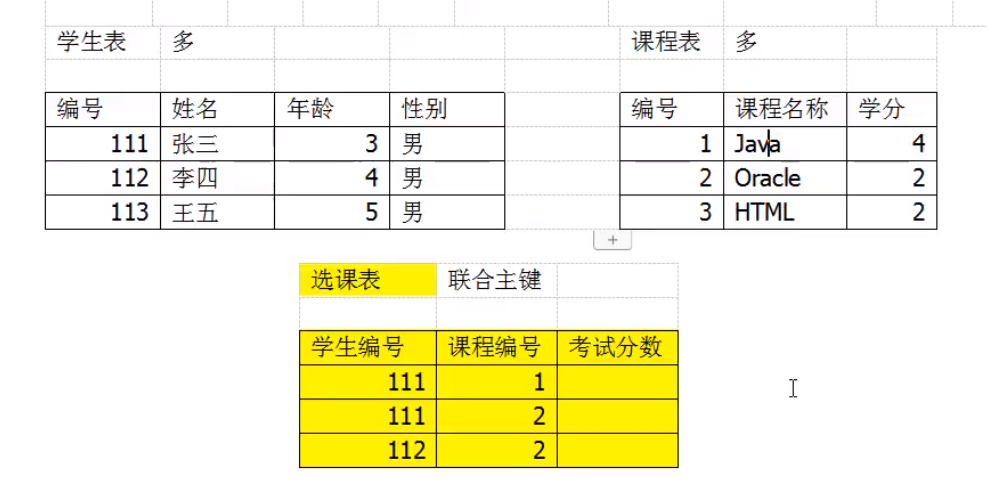 学生表 多 课程表 多
编号 姓名 年龄 性别 编号 课程名称 学分
111 张三 3 男 1 Java 4
112 李四 4 男 2 Oracle 2
113 王五 5 男 3 HTML 2
选课表 联合主键
学生编号 课程编号 考试分数
111 1
111 2
112 2